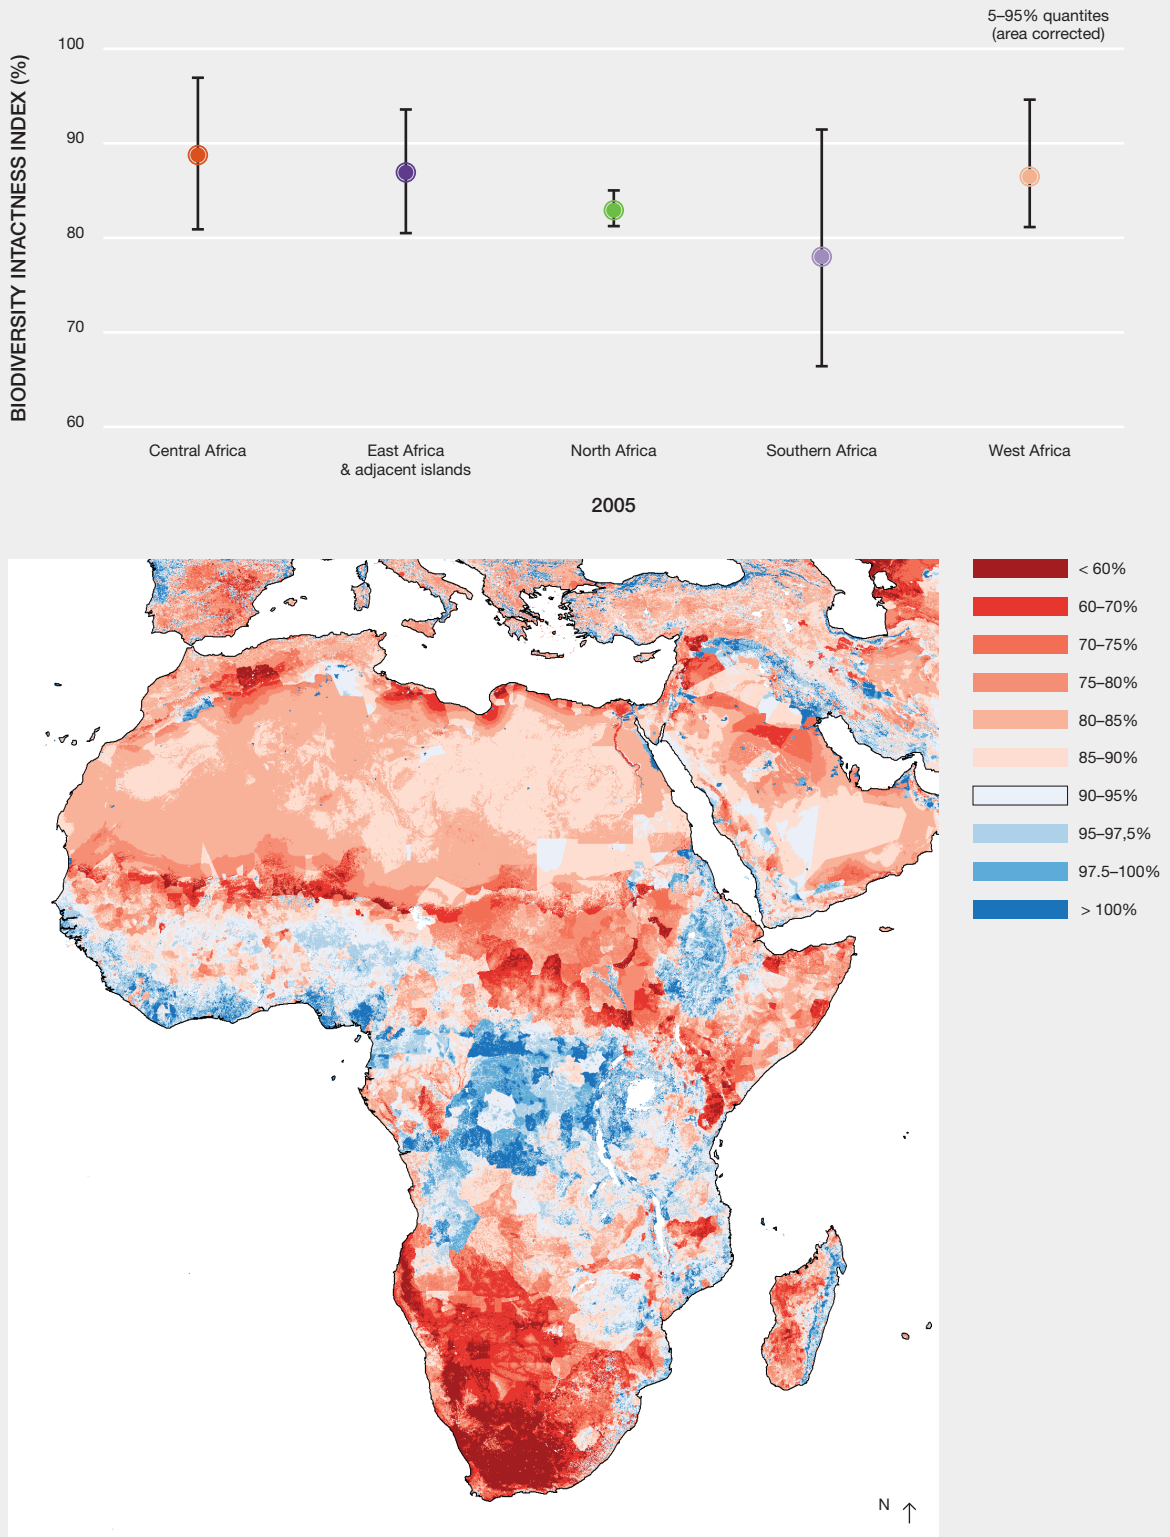 5–95% quantites
(area corrected)
BIODIVERSITY INTACTNESS INDEX (%)
100
90
80
70
60
Central Africa
East Africa
& adjacent islands
North Africa
Southern Africa
West Africa
2005
< 60%
60–70%
70–75%
75–80%
80–85%
85–90%
90–95%
95–97,5%
97.5–100%
> 100%
N